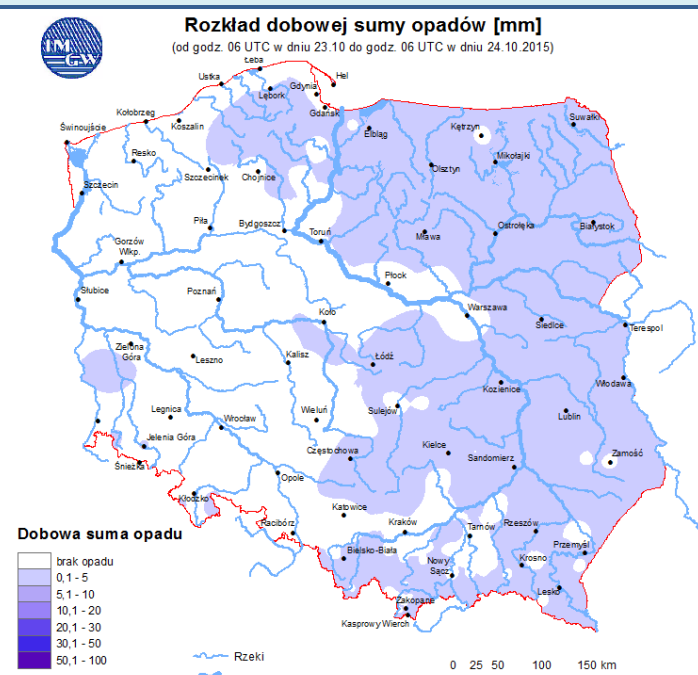 Rozkład dobowej sumy opadów [mm]
(od godz. 06 UTC w dniu 23.10 do godz. 06 UTC w dniu 24.10.2015)
IM
GW
Łeba
Ustka
Hel
Gdynia
Lębork
Gdańsk
Kołobrzeg
Koszalin
Świnoujście
Elbląg
Kętrzyn
Suwałki
Resko
Mikołajki
Olsztyn
Szczecinek
Chojnice
Szczecin
Piła
Bydgoszcz
Toruń
Mława
Ostrołęka
Białystok
Gorzów
Wkp.
Płock
Słubice
Poznań
Koło
Warszawa
Siedlce
Terespol
Zielona
Góra
Leszno
Kalisz
Łódź
Kozienice
Włodawa
Legnica
Wrocław
Wieluń
Sulejów
Lublin
Jelenia Góra
Śnieżka
Częstochowa
Kielce
Sandomierz
Zamość
Opole
Kłodzko
Katowice
Racibórz
Kraków
Tarnów
Rzeszów
Przemyśl
Bielsko-Biała
Nowy
Sącz
Krosno
Lesko
Zakopane
Kasprowy Wierch
Dobowa suma opadu
brak opadu
0,1 - 5
5,1 - 10
10,1 - 20
20,1 - 30
30,1 - 50
50,1 - 100
Rzeki
0 25 50 100 150 km